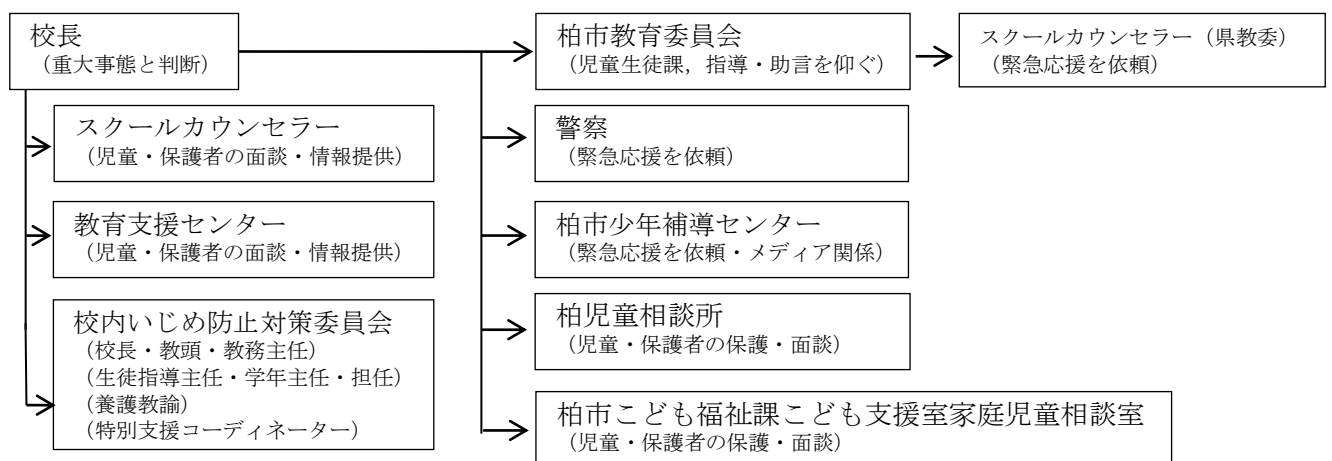 校長
（重大事態と判断）
柏市教育委員会
（児童生徒課，指導・助言を仰ぐ）
スクールカウンセラー（県教委）
（緊急応援を依頼）
スクールカウンセラー
（児童・保護者の面談・情報提供）
警察
（緊急応援を依頼）
教育支援センター
（児童・保護者の面談・情報提供）
柏市少年補導センター
（緊急応援を依頼・メディア関係）
校内いじめ防止対策委員会
（校長・教頭・教務主任）
（生徒指導主任・学年主任・担任）
（養護教諭）
（特別支援コーディネーター）
柏児童相談所
（児童・保護者の保護・面談）
柏市こども福祉課こども支援室家庭児童相談室
（児童・保護者の保護・面談）